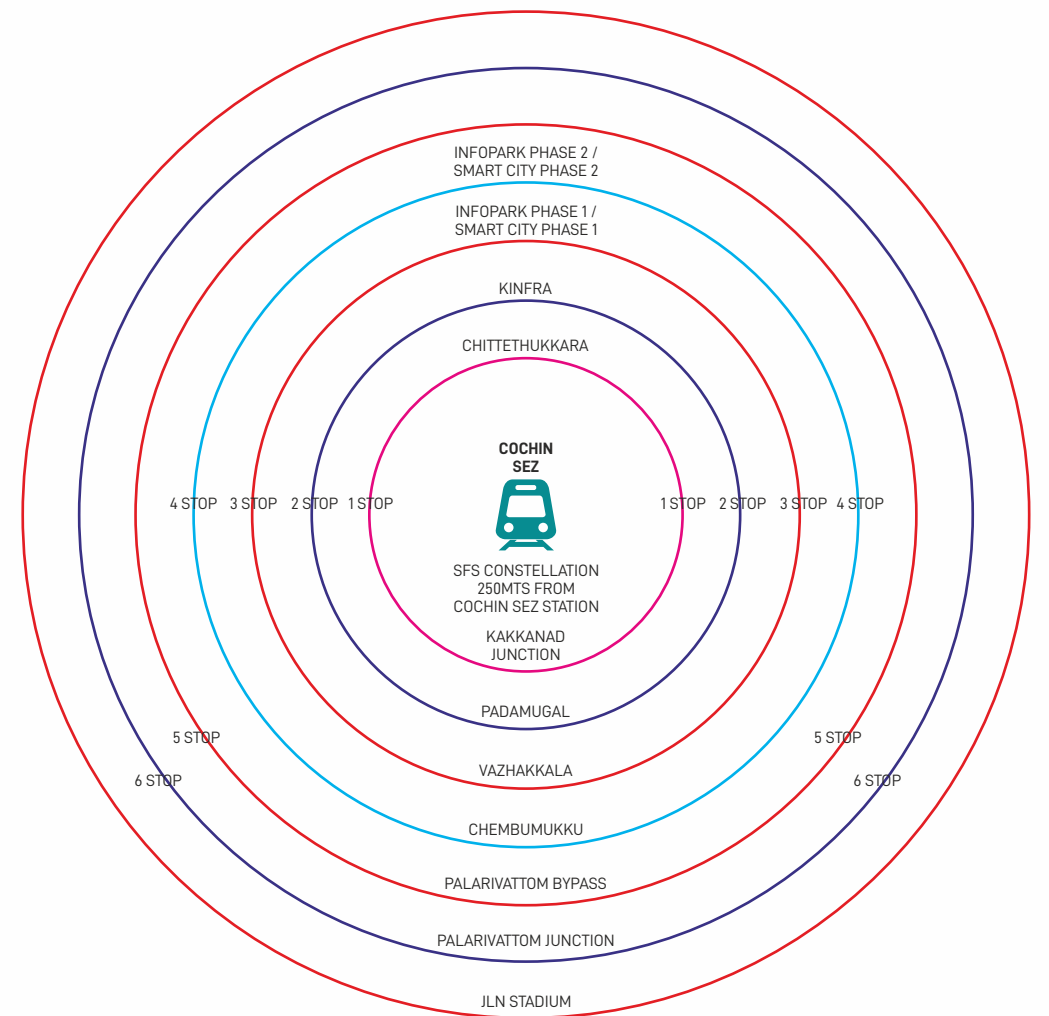 INFOPARK PHASE 2 /
SMART CITY PHASE 2
INFOPARK PHASE 1 /
SMART CITY PHASE 1
KINFRA
CHITTETHUKKARA
COCHIN
SEZ
4 STOP 3 STOP 2 STOP 1 STOP 1 STOP 2 STOP 3 STOP 4 STOP
SFS CONSTELLATION
250MTS FROM
COCHIN SEZ STATION
KAKKANAD
JUNCTION
PADAMUGAL
5 STOP 5 STOP
VAZHAKKALA
6 STOP 6 STOP
CHEMBUMUKKU
PALARIVATTOM BYPASS
PALARIVATTOM JUNCTION
JLN STADIUM